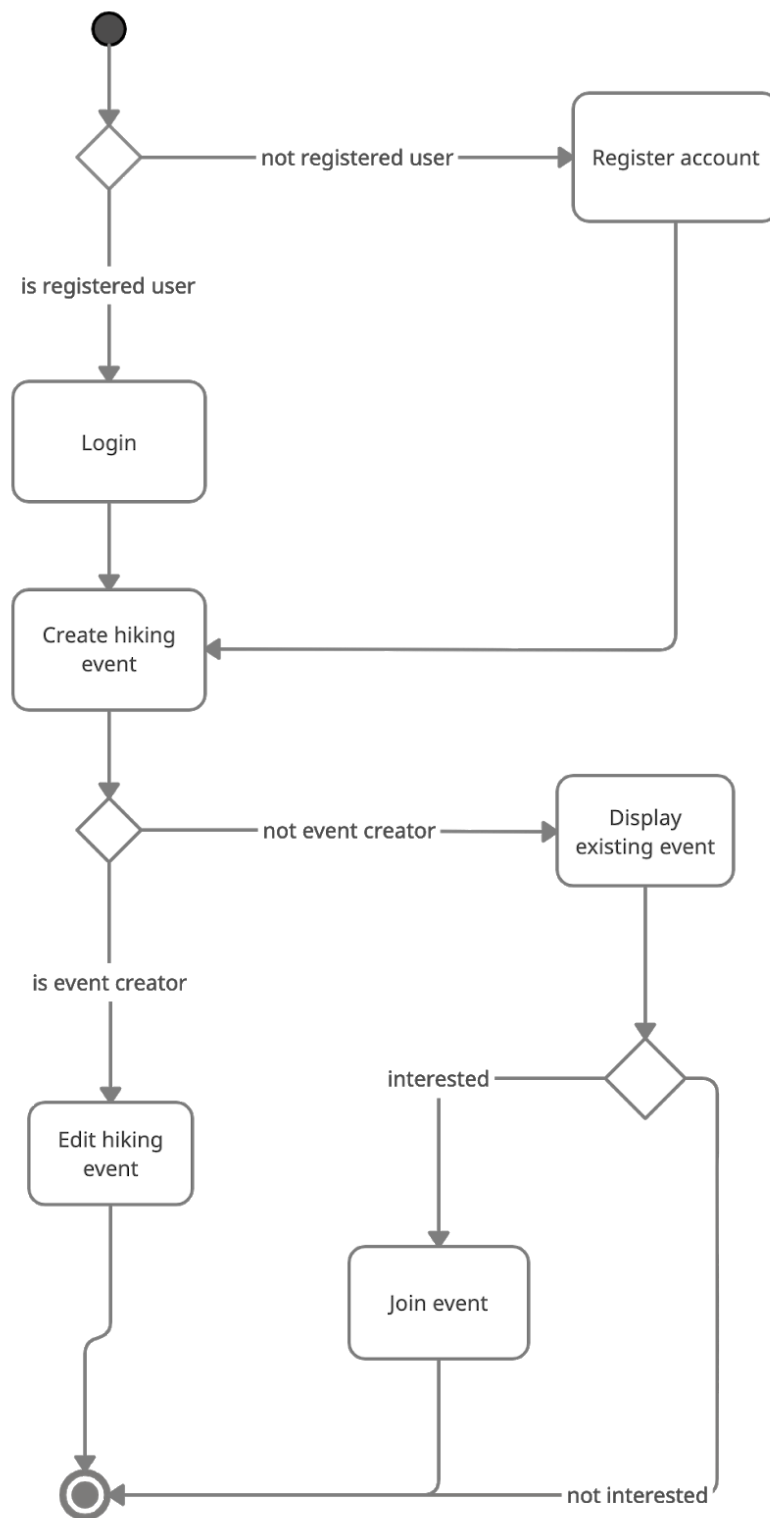 not registered user
Register account
is registered user
Login
Create hiking
event
not event creator
Display
existing event
is event creator
interested
Edit hiking
event
Join event
not interested